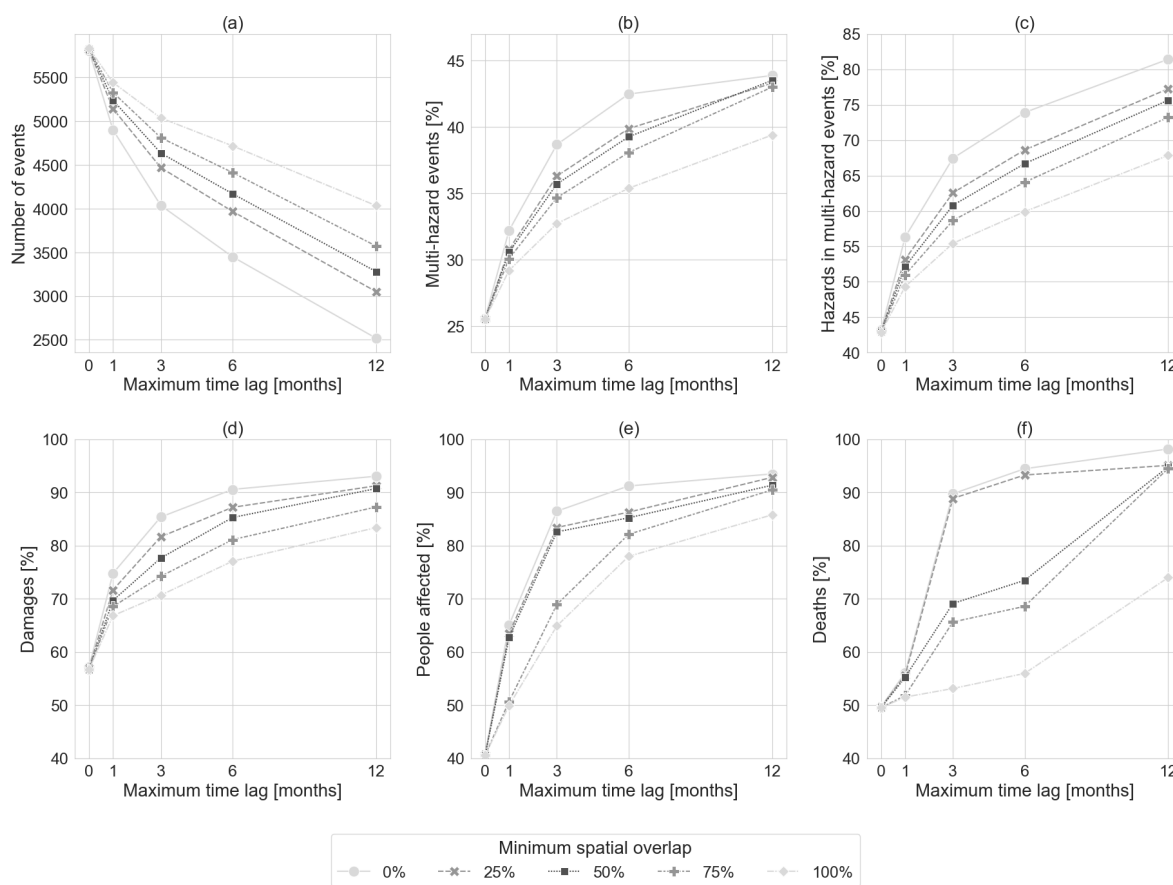 (a)
Number of events
5500
5000
4500
4000
3500
3000
2500
0 1 3 6 12
Maximum time lag [months]
(b)
Multi-hazard events [%]
45
40
35
30
25
0 1 3 6 12
Maximum time lag [months]
(c)
Hazards in multi-hazard events [%]
85
80
75
70
65
60
55
50
45
40
0 1 3 6 12
Maximum time lag [months]
(d)
Damages [%]
100
90
80
70
60
50
40
0 1 3 6 12
Maximum time lag [months]
(e)
People affected [%]
100
90
80
70
60
50
40
0 1 3 6 12
Maximum time lag [months]
(f)
Deaths [%]
100
90
80
70
60
50
40
0 1 3 6 12
Maximum time lag [months]
Minimum spatial overlap
0% 25% 50% 75% 100%